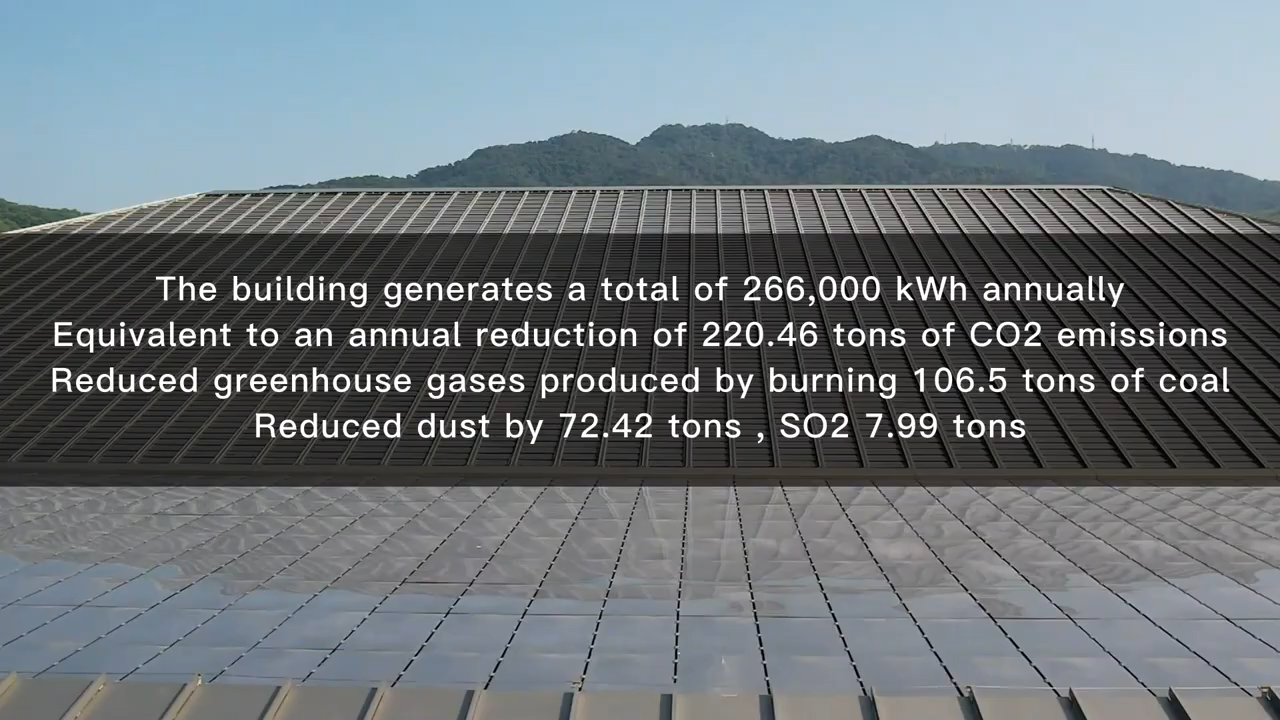 The building generates a total of 266,000 kWh annually
Equivalent to an annual reduction of 220.46 tons of CO2 emissions
Reduced greenhouse gases produced by burning 106.5 tons of coal
Reduced dust by 72.42 tons , SO2 7.99 tons